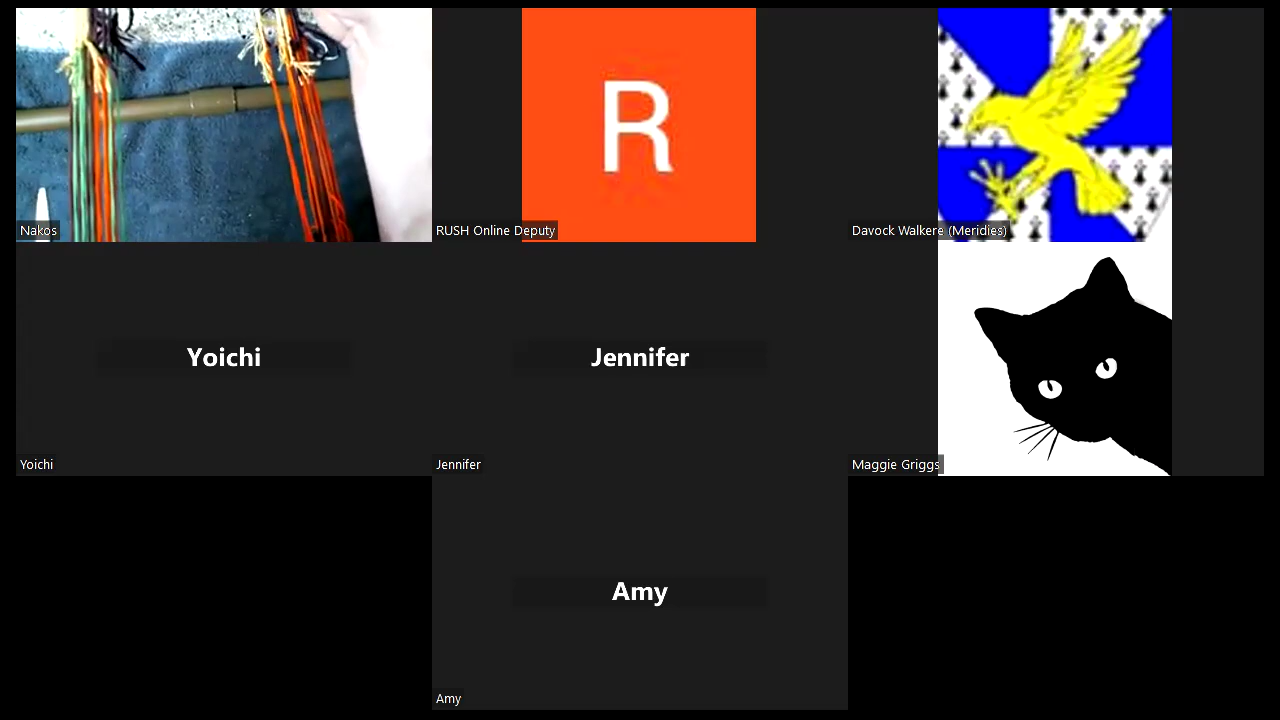 R
Nakos
RUSH Online Deputy
Davock Walkere (Meridies)
Yoichi
Jennifer
Yoichi
Jennifer
Maggie Griggs
Amy
Amy